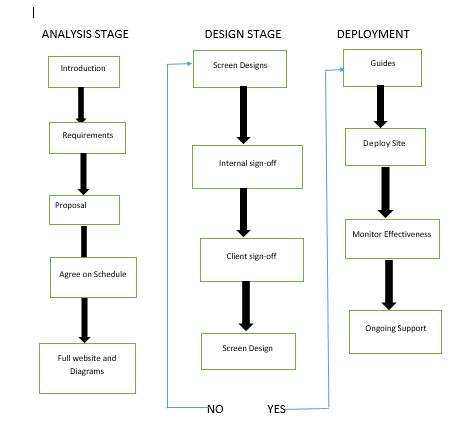 ANALYSIS STAGE
Introduction
Requirements
Proposal
Agree on Schedule
Full website and
Diagrams
DESIGN STAGE
Screen Designs
Internal sign-off
Client sign-off
Screen Design
NO
YES
DEPLOYMENT
Guides
Deploy Site
Monitor Effectiveness
Ongoing Support